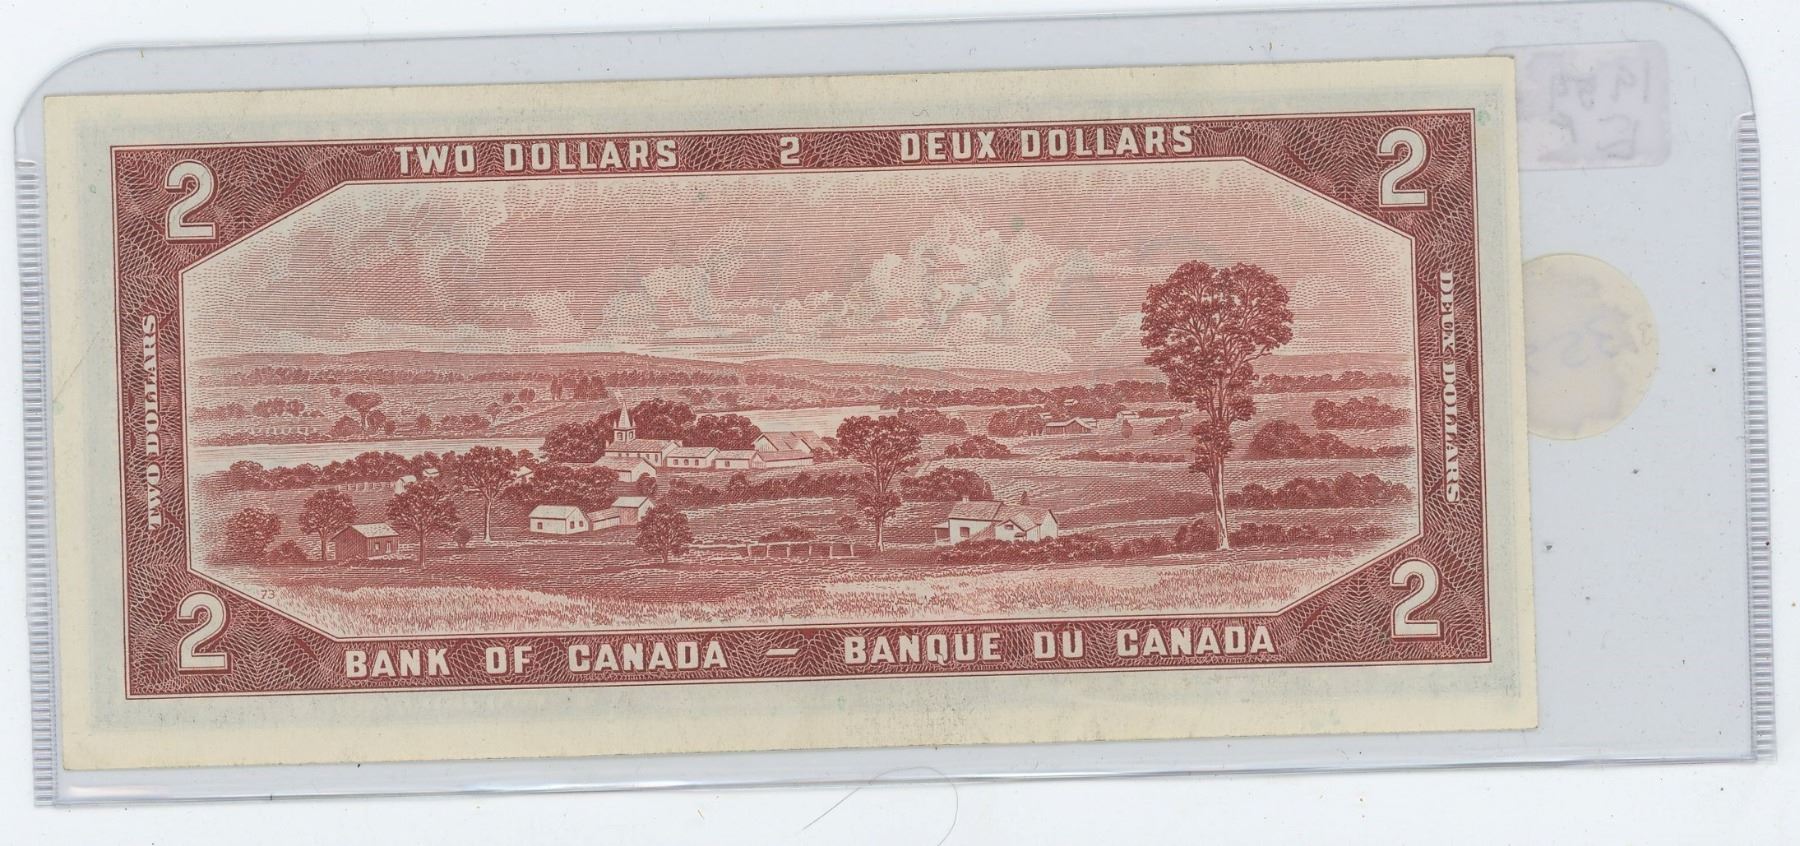 TWO DOLLARS 2 DEUX DOLLARS
2
2
TWO DOLLARS
DEUX DOLLARS
73
2
2
BANK OF CANADA — BANQUE DU CANADA